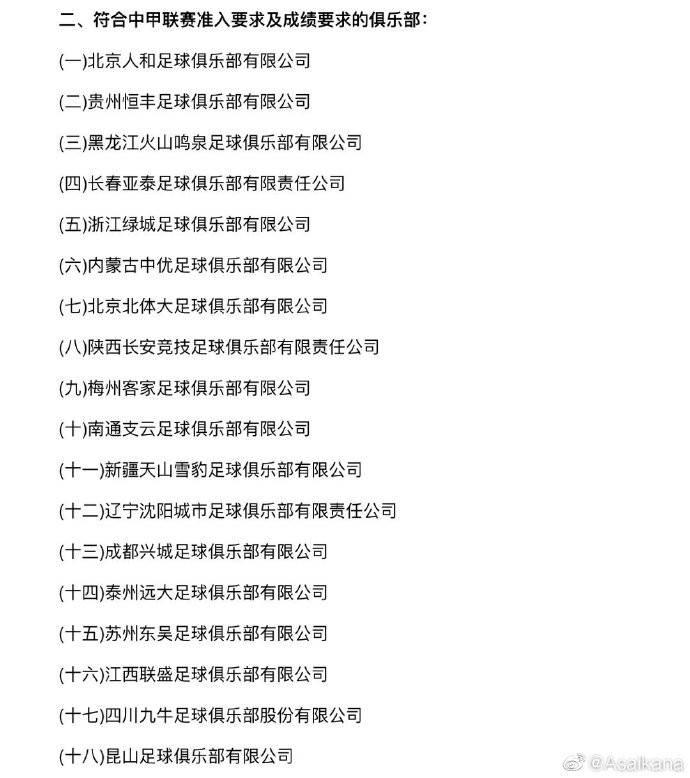 二、符合中甲联赛准入要求及成绩要求的俱乐部：
(一)北京人和足球俱乐部有限公司
(二)贵州恒丰足球俱乐部有限公司
(三)黑龙江火山鸣泉足球俱乐部有限公司
(四)长春亚泰足球俱乐部有限责任公司
(五)浙江绿城足球俱乐部有限公司
(六)内蒙古中优足球俱乐部有限公司
(七)北京北体大足球俱乐部有限公司
(八)陕西长安竞技足球俱乐部有限责任公司
(九)梅州客家足球俱乐部有限公司
(十)南通支云足球俱乐部有限公司
(十一)新疆天山雪豹足球俱乐部有限公司
(十二)辽宁沈阳城市足球俱乐部有限责任公司
(十三)成都兴城足球俱乐部有限公司
(十四)泰州远大足球俱乐部有限公司
(十五)苏州东吴足球俱乐部有限公司
(十六)江西联盛足球俱乐部有限公司
(十七)四川九牛足球俱乐部股份有限公司
(十八)昆山足球俱乐部有限公司
@Asaikana